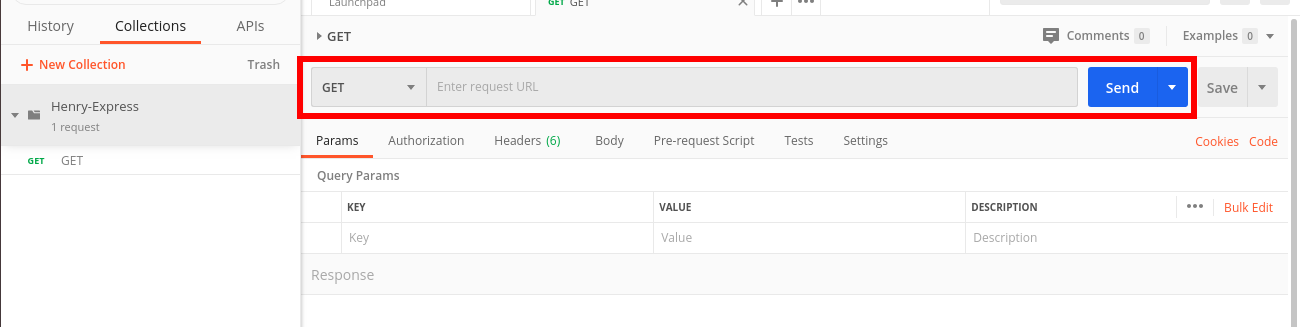 Launchpad
GET GET
History Collections APIs
New Collection Trash
Henry-Express
1 request
GET GET
GET
Comments 0 Examples 0
GET Enter request URL Send Save
Params Authorization Headers (6) Body Pre-request Script Tests Settings Cookies Code
Query Params
KEY VALUE DESCRIPTION Bulk Edit
Key Value Description
Response